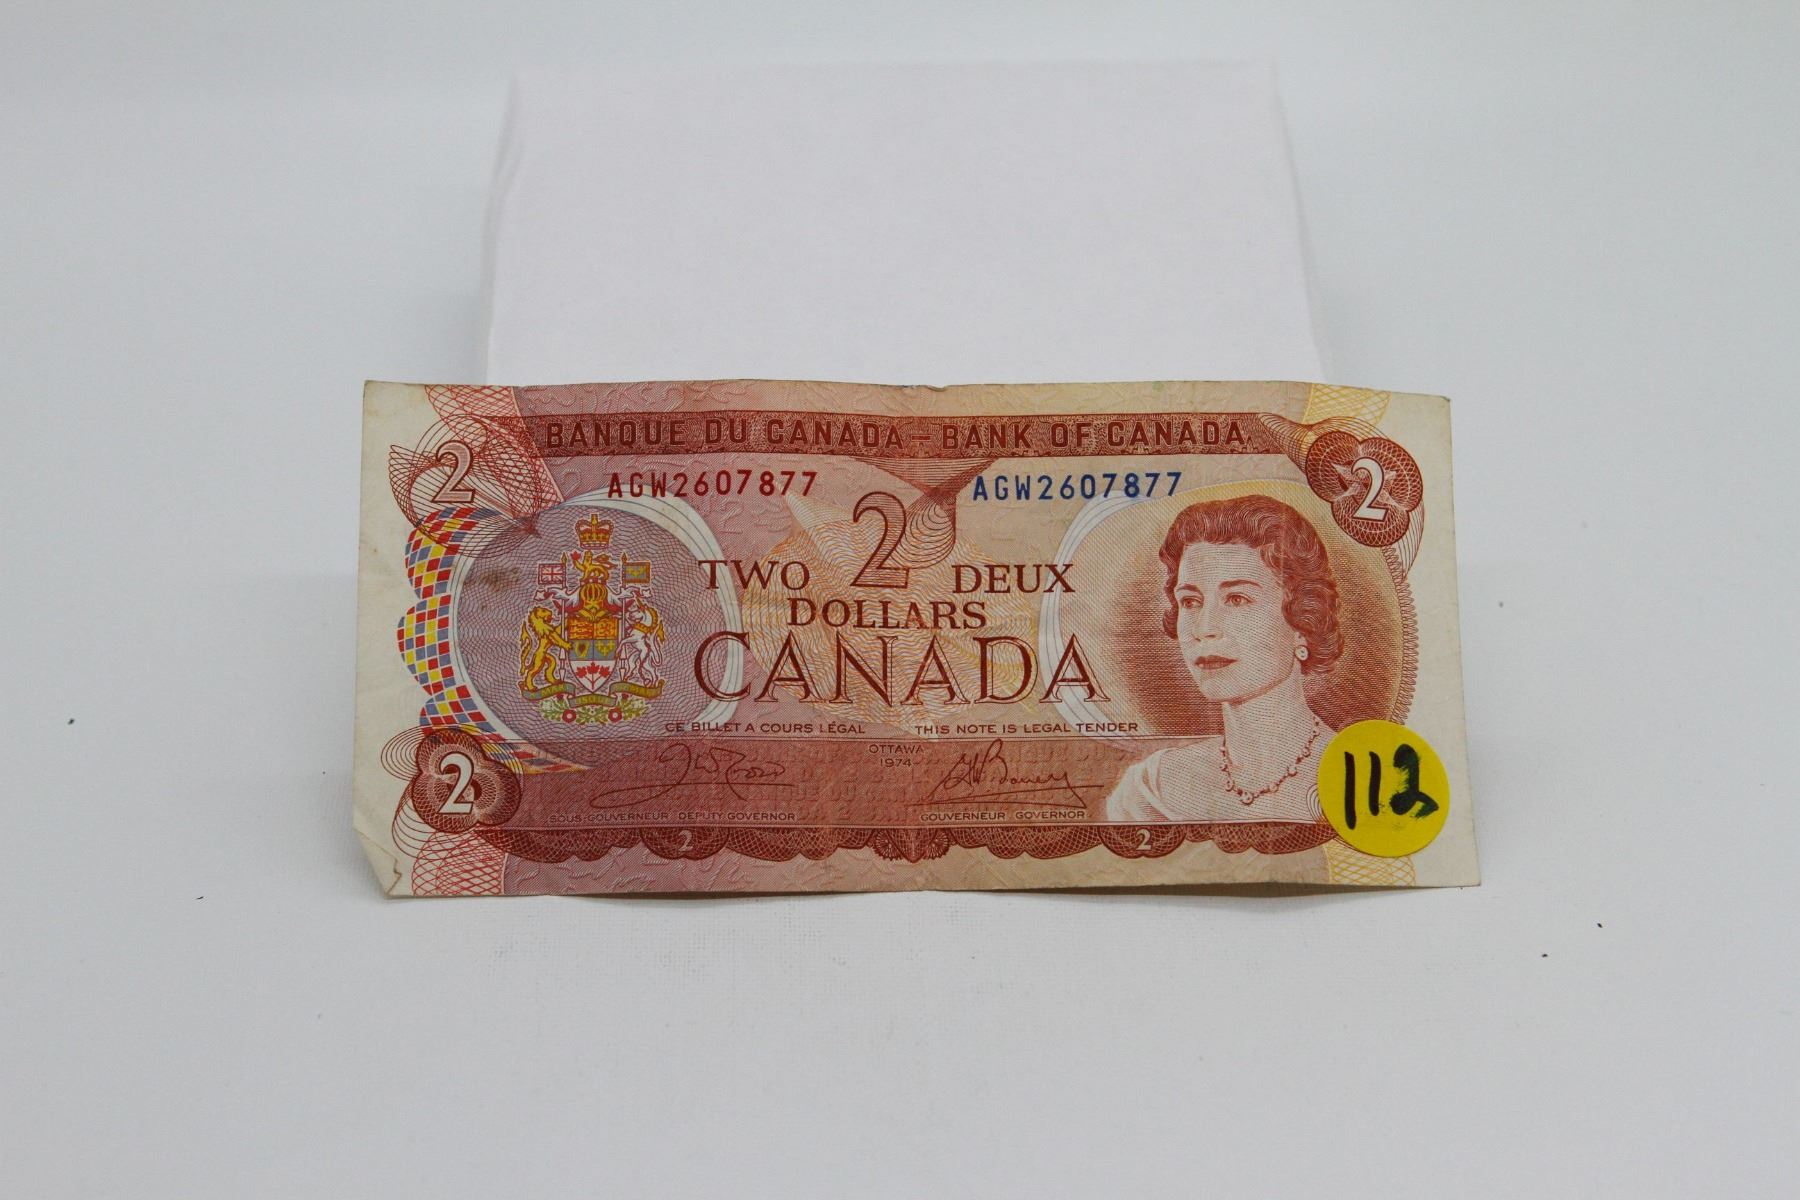 BANQUE DU CANADA – BANK OF CANADA
2 2
AGW2607877 AGW2607877
2
TWO DEUX
DOLLARS
CANADA
CE BILLET A COURS LÉGAL THIS NOTE IS LEGAL TENDER
OTTAWA
1974
2
112
SOUS-GOUVERNEUR DEPUTY GOVERNOR GOUVERNEUR GOVERNOR
2 2